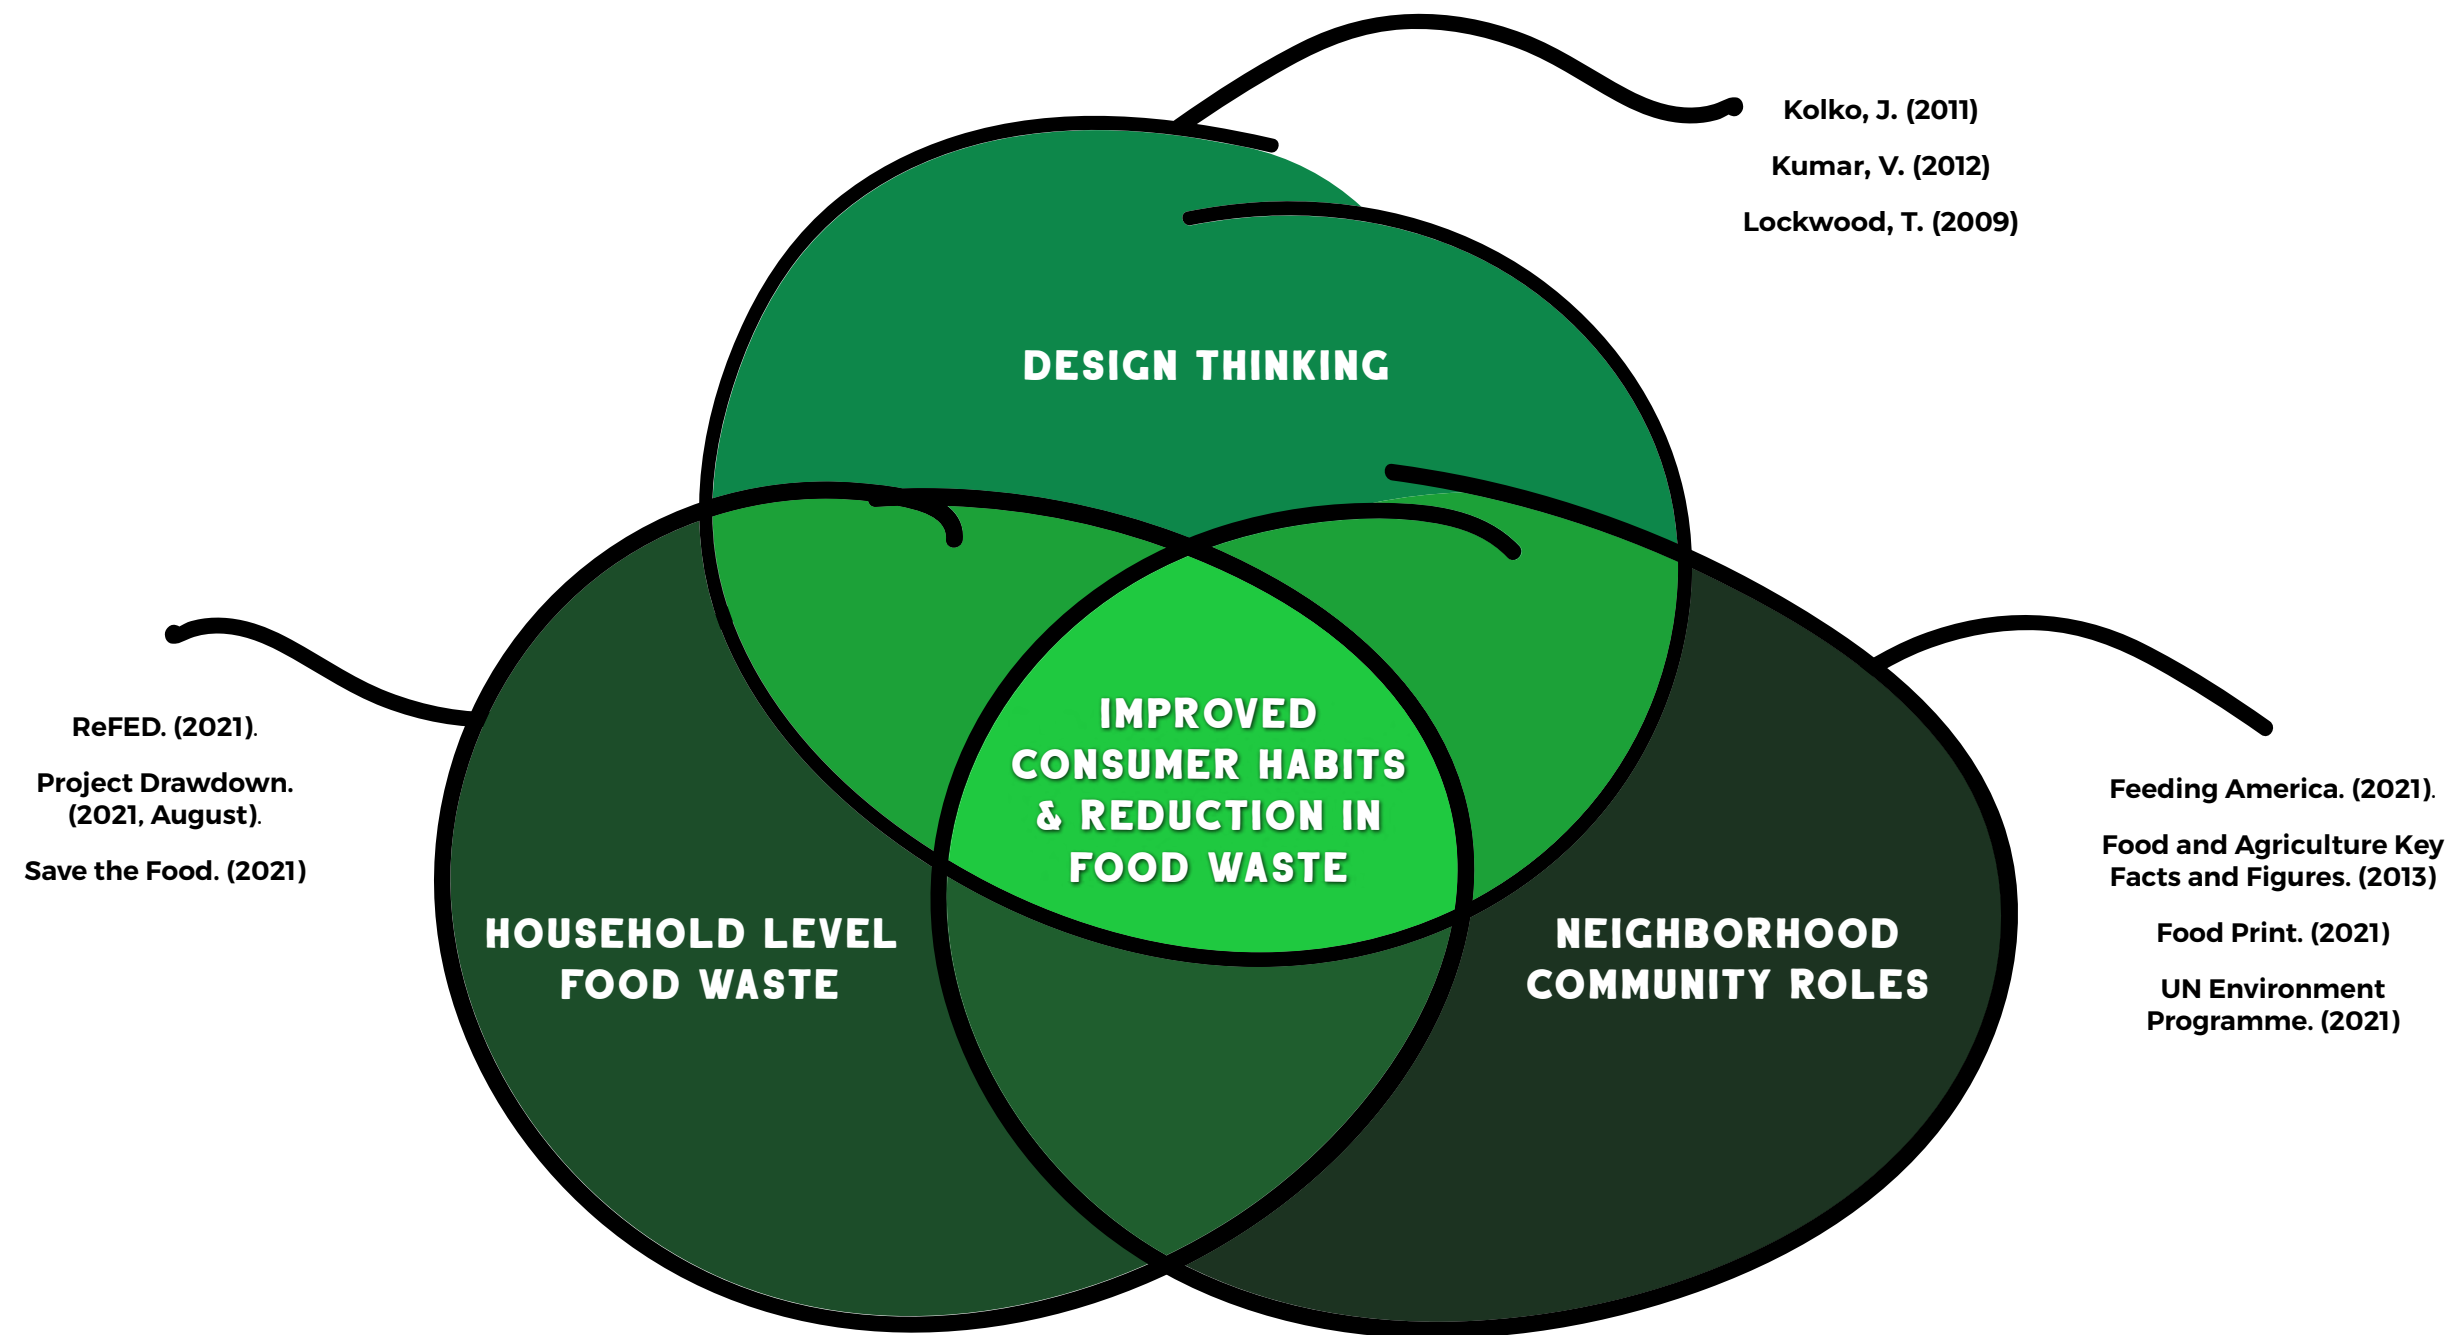 Kolko, J. (2011)
Kumar, V. (2012)
Lockwood, T. (2009)
DESIGN THINKING
IMPROVED
CONSUMER HABITS
& REDUCTION IN
FOOD WASTE
ReFED. (2021).
Project Drawdown.
(2021, August).
Save the Food. (2021)
HOUSEHOLD LEVEL
FOOD WASTE
NEIGHBORHOOD
COMMUNITY ROLES
Feeding America. (2021).
Food and Agriculture Key
Facts and Figures. (2013)
Food Print. (2021)
UN Environment
Programme. (2021)